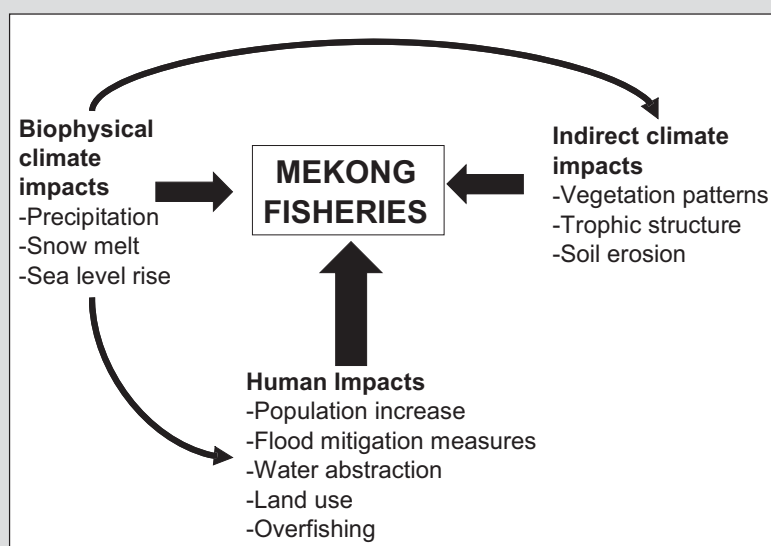 Biophysical
climate
impacts
-Precipitation
-Snow melt
-Sea level rise
MEKONG
FISHERIES
Indirect climate
impacts
-Vegetation patterns
-Trophic structure
-Soil erosion
Human Impacts
-Population increase
-Flood mitigation measures
-Water abstraction
-Land use
-Overfishing